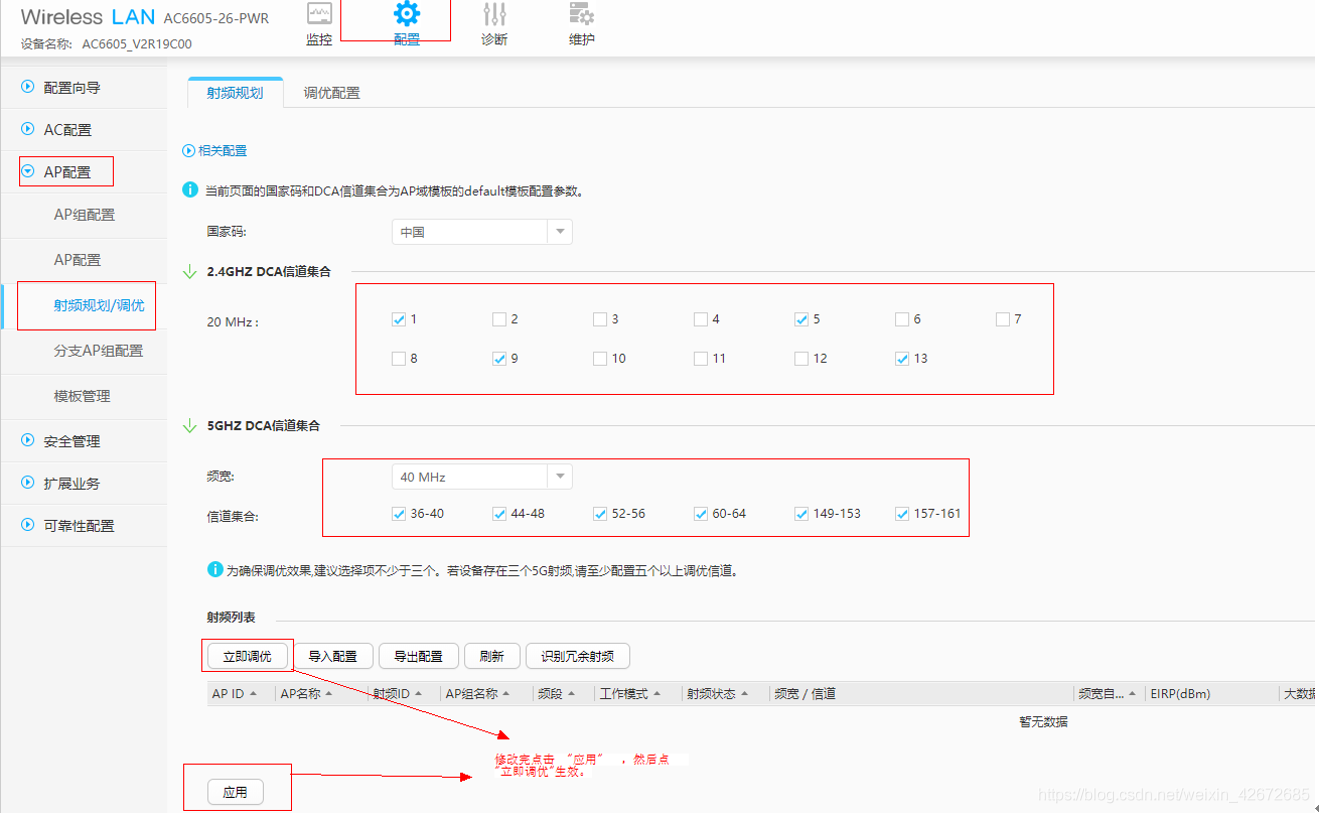 Wireless LAN AC6605-26-PWR
设备名称: AC6605_V2R19C00
监控 配置 诊断 维护
配置向导
AC配置
AP配置
AP组配置
AP配置
射频规划/调优
分支AP组配置
模板管理
安全管理
扩展业务
可靠性配置
射频规划 调优配置
相关配置
当前页面的国家码和DCA信道集合为AP域模板的default模板配置参数。
国家码: 中国
2.4GHZ DCA信道集合
20 MHz : 1 2 3 4 5 6 7
8 9 10 11 12 13
5GHZ DCA信道集合
频宽: 40 MHz
信道集合: 36-40 44-48 52-56 60-64 149-153 157-161
为确保调优效果,建议选择项不少于三个。若设备存在三个5G射频,请至少配置五个以上调优信道。
射频列表
立即调优 导入配置 导出配置 刷新 识别冗余射频
AP ID AP名称 射频ID AP组名称 频段 工作模式 射频状态 频宽 / 信道 频宽自... EIRP(dBm) 大数据
暂无数据
修改完点击 “应用” ，然后点
“立即调优“生效。
应用
https://blog.csdn.net/weixin_42672685